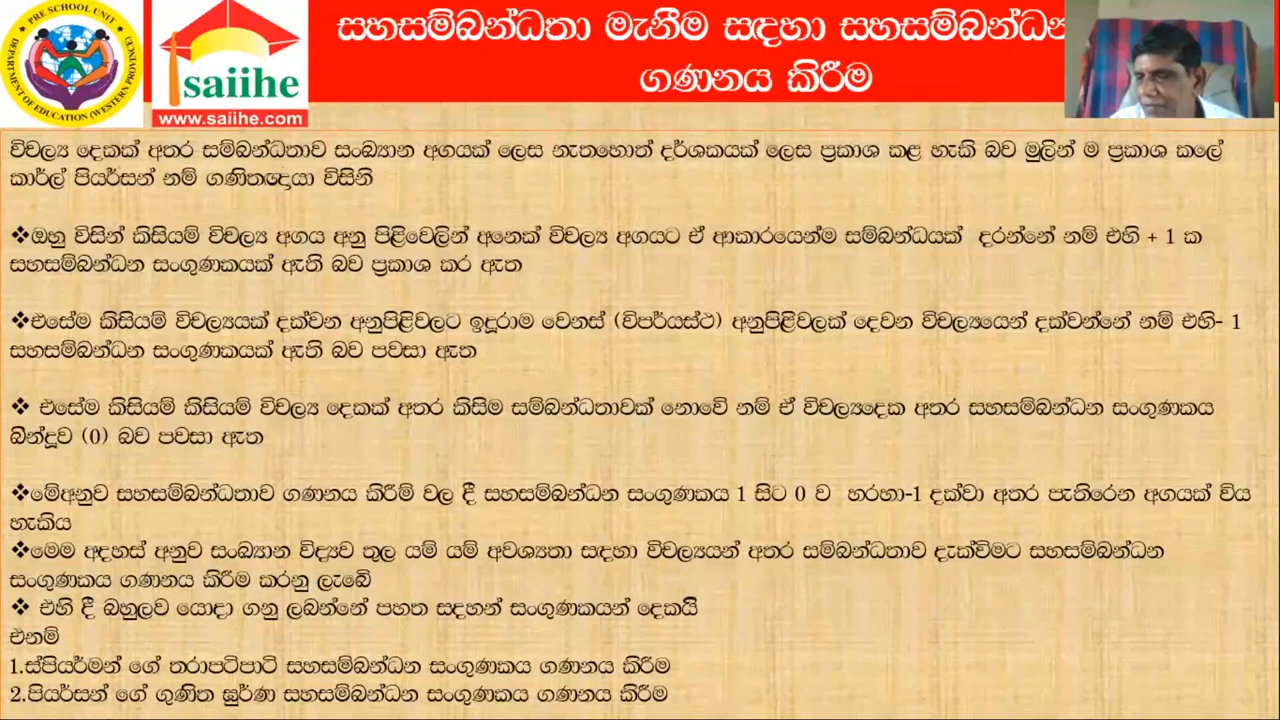 PRE SCHOOL UNIT
DEPARTMENT OF EDUCATION (WESTERN PROVINCE)
saiihe
www.saiihe.com
සහසම්බන්ධතා මැනීම සඳහා සහසම්බන්ධන
ගණනය කිරීම
විචල්‍ය දෙකක් අතර සම්බන්ධතාව සංඛ්‍යාන අගයක් ලෙස නැතහොත් දර්ශකයක් ලෙස ප්‍රකාශ කළ හැකි බව මුලින් ම ප්‍රකාශ කලේ
කාර්ල් පියර්සන් නම් ගණිතඥයා විසිනි
❖ඔහු විසින් කිසියම් විචල්‍ය අගය අනු පිළිවෙලින් අනෙක් විචල්‍ය අගයට ඒ ආකාරයෙන්ම සම්බන්ධයක් දරන්නේ නම් එහි + 1 ක
සහසම්බන්ධන සංගුණකයක් ඇති බව ප්‍රකාශ කර ඇත
❖එසේම කිසියම් විචල්‍යයක් දක්වන අනුපිළිවලට ඉඳුරාම වෙනස් (විපර්යස්ථ) අනූපිළිවලක් දෙවන විචල්‍යයෙන් දක්වන්නේ නම් එහි- 1
සහසම්බන්ධන සංගුණකයක් ඇති බව පවසා ඇත
❖ එසේම කිසියම් කිසියම් විචල්‍ය දෙකක් අතර කිසිම සම්බන්ධතාවක් නොවේ නම් ඒ විචල්‍යදෙක අතර සහසම්බන්ධන සංගුණකය
බින්දූව (0) බව පවසා ඇත
❖මේඅනුව සහසම්බන්ධතාව ගණනය කිරීම් වල දී සහසම්බන්ධන සංගුණකය 1 සිට 0 ව හරහා-1 දක්වා අතර පැතිරෙන අගයක් විය
හැකිය
❖මෙම අදහස් අනුව සංඛ්‍යාන විද්‍යව තුල යම් යම් අවශ්‍යතා සඳහා විචල්‍යයන් අතර සම්බන්ධතාව දැක්විමට සහසම්බන්ධන
සංගුණකය ගණනය කිරීම කරනු ලැබේ
❖ එහි දී බහුලව යොදා ගනු ලබන්නේ පහත සඳහන් සංගුණකයන් දෙකයි
එනම්
1.ස්පියර්මන් ගේ තරාපටිපාටි සහසම්බන්ධන සංගුණකය ගණනය කිරීම
2.පියර්සන් ගේ ගුණිත ඝුර්ණ සහසම්බන්ධන සංගුණකය ගණනය කිරීම